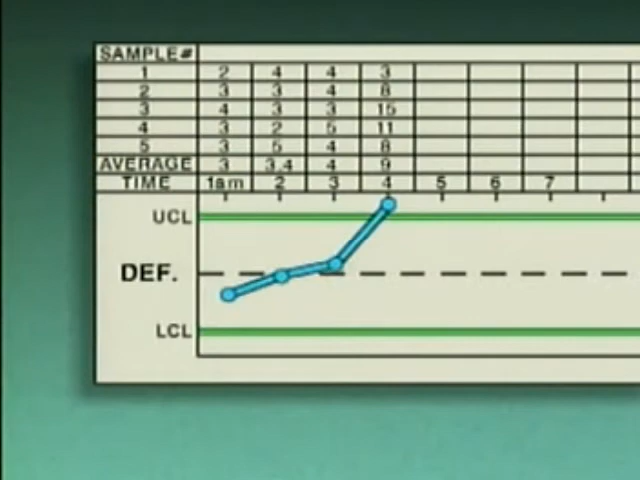 SAMPLE#
1 2 4 4 3
2 3 3 4 8
3 4 3 3 15
4 3 2 5 11
5 3 5 4 8
AVERAGE 3 3.4 4 9
TIME 1am 2 3 4 5 6 7
UCL
DEF.
LCL